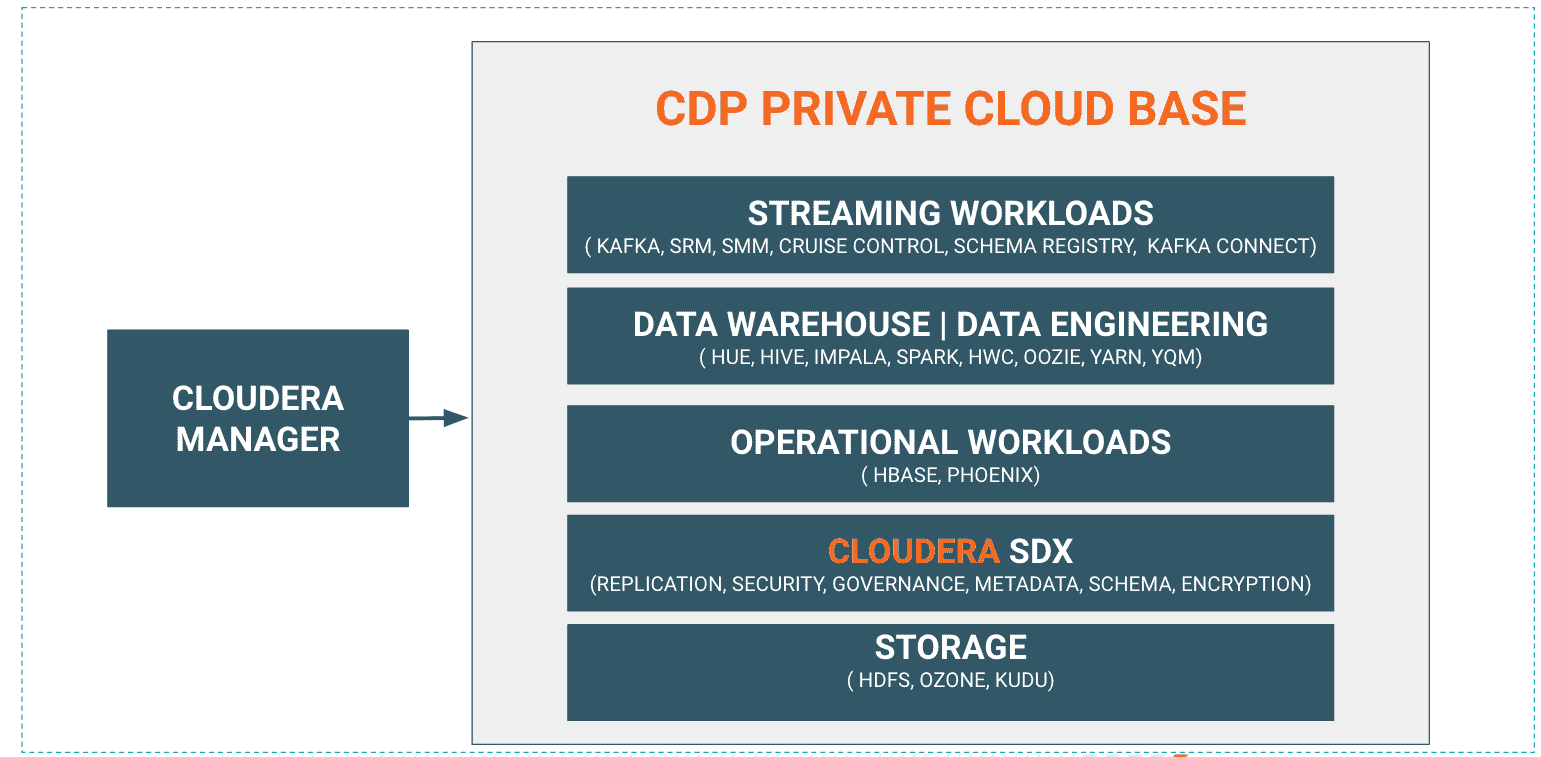 CDP PRIVATE CLOUD BASE
STREAMING WORKLOADS
( KAFKA, SRM, SMM, CRUISE CONTROL, SCHEMA REGISTRY, KAFKA CONNECT)
DATA WAREHOUSE | DATA ENGINEERING
( HUE, HIVE, IMPALA, SPARK, HWC, OOZIE, YARN, YQM)
CLOUDERA
MANAGER
OPERATIONAL WORKLOADS
( HBASE, PHOENIX)
CLOUDERA SDX
(REPLICATION, SECURITY, GOVERNANCE, METADATA, SCHEMA, ENCRYPTION)
STORAGE
( HDFS, OZONE, KUDU)